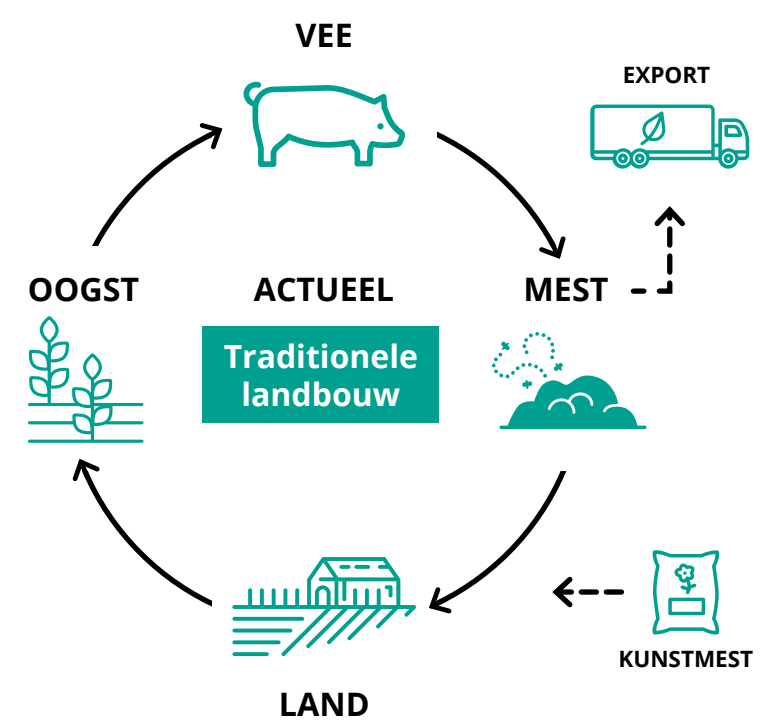 VEE
EXPORT
OOGST
ACTUEEL
MEST
Traditionele
landbouw
KUNSTMEST
LAND